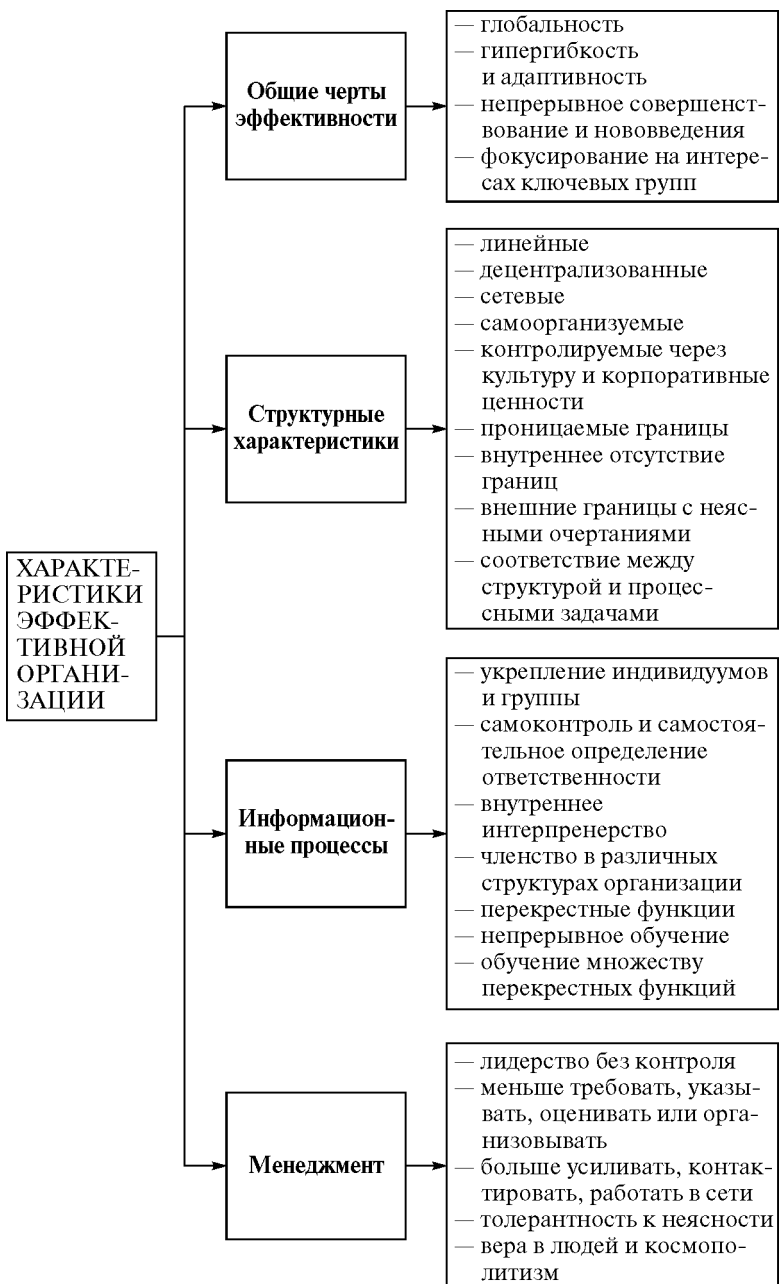 — глобальность
— гипергибкость
и адаптивность
— непрерывное совершенст-
вование и нововведения
— фокусирование на интере-
сах ключевых групп
Общие черты
эффективности
— линейные
— децентрализованные
— сетевые
— самоорганизуемые
— контролируемые через
культуру и корпоративные
ценности
— проницаемые границы
— внутреннее отсутствие
границ
— внешние границы с неяс-
ными очертаниями
— соответствие между
структурой и процес-
сными задачами
Структурные
характеристики
ХАРАКТЕ-
РИСТИКИ
ЭФФЕК-
ТИВНОЙ
ОРГАНИ-
ЗАЦИИ
— укрепление индивидуумов
и группы
— самоконтроль и самостоя-
тельное определение
ответственности
— внутреннее
интерпренерство
— членство в различных
структурах организации
— перекрестные функции
— непрерывное обучение
— обучение множеству
перекрестных функций
Информацион-
ные процессы
— лидерство без контроля
— меньше требовать, указы-
вать, оценивать или орга-
низовывать
— больше усиливать, контак-
тировать, работать в сети
— толерантность к неясности
— вера в людей и космопо-
литизм
Менеджмент